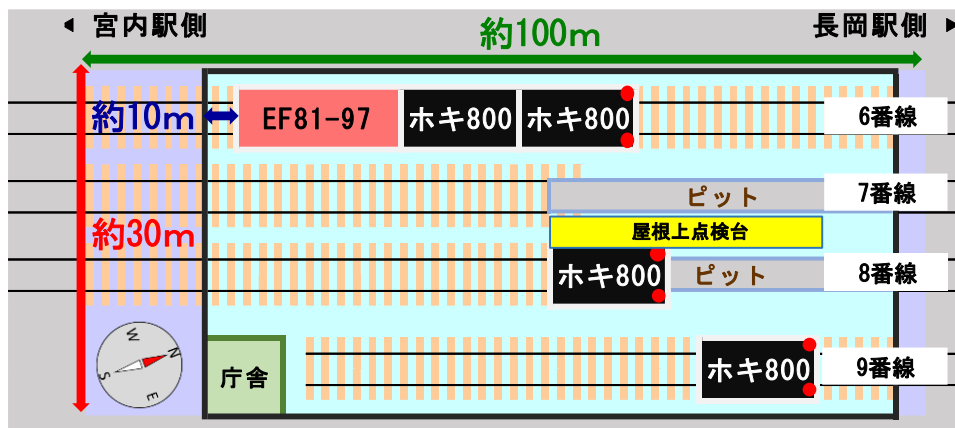 宮内駅側
長岡駅側
約100m
約10m
EF81-97
ホキ800
ホキ800
6番線
ピット
7番線
約30m
屋根上点検台
ホキ800
ピット
8番線
W
N
S
E
庁舎
ホキ800
9番線